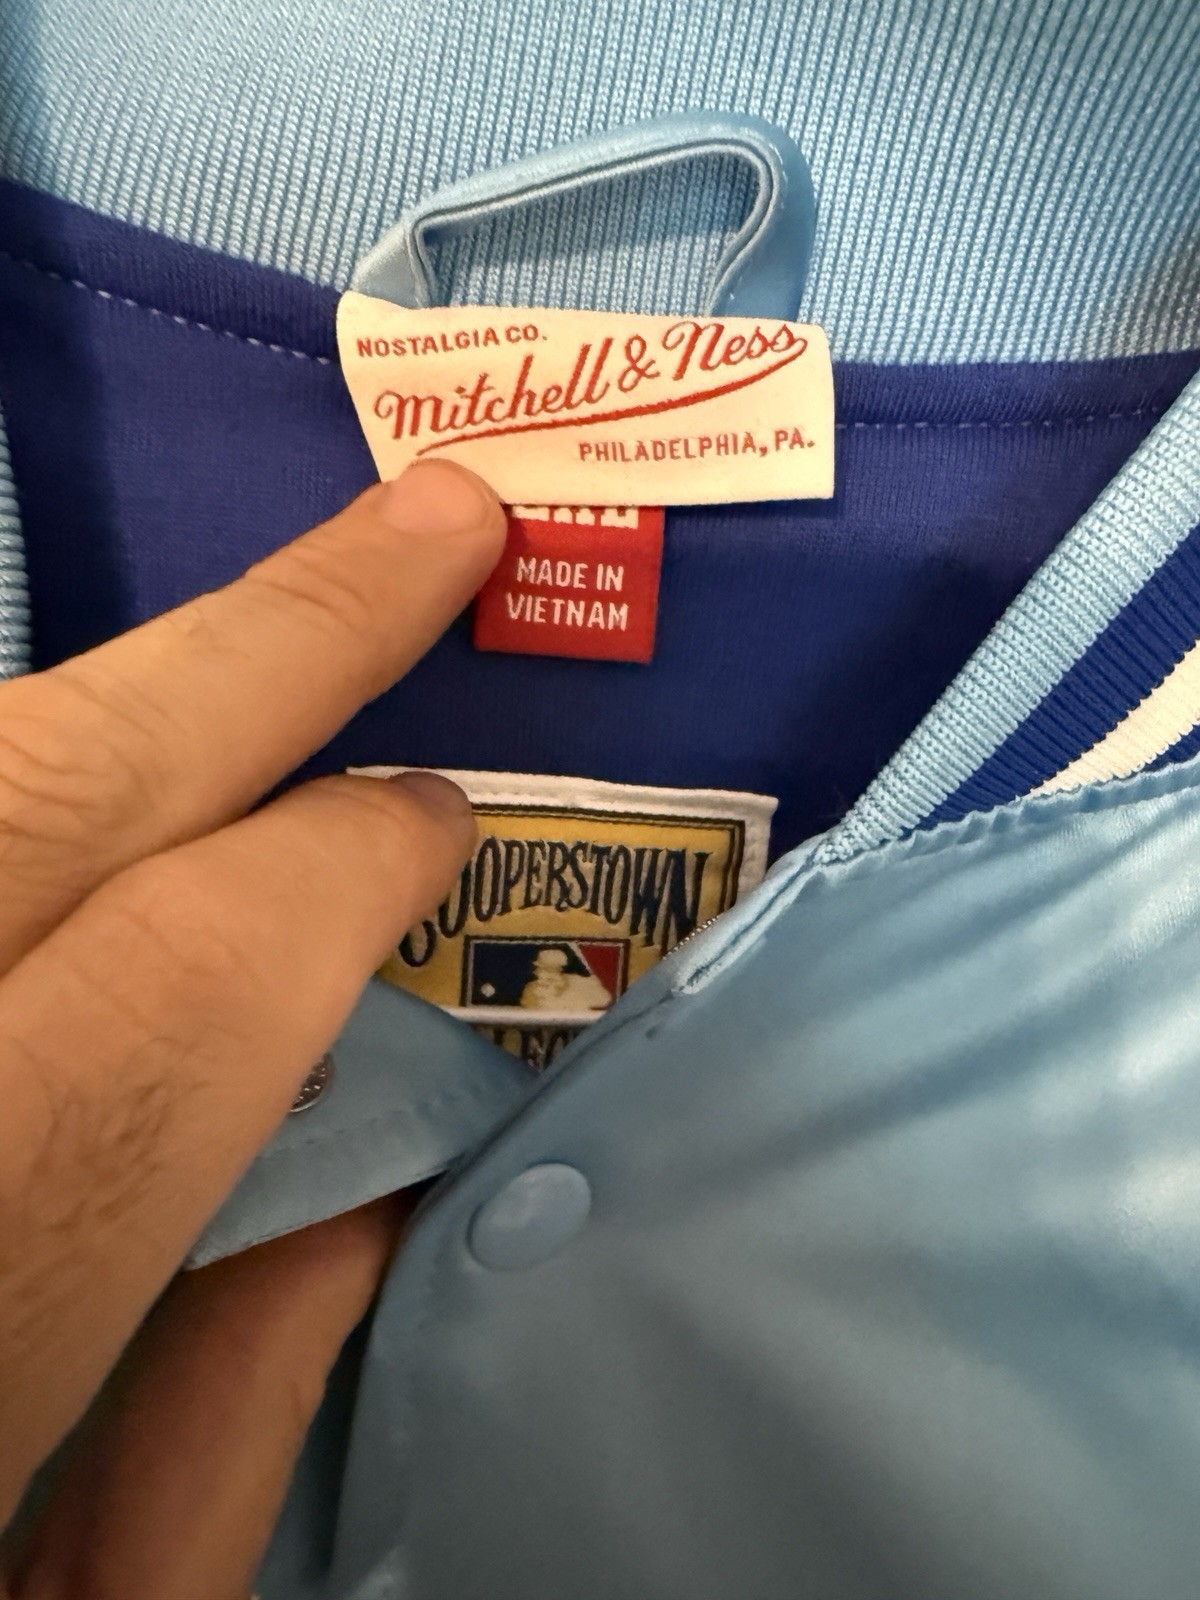 NOSTALGIA CO.
Mitchell & Ness
PHILADELPHIA, PA.
MADE IN
VIETNAM
COOPERSTOWN